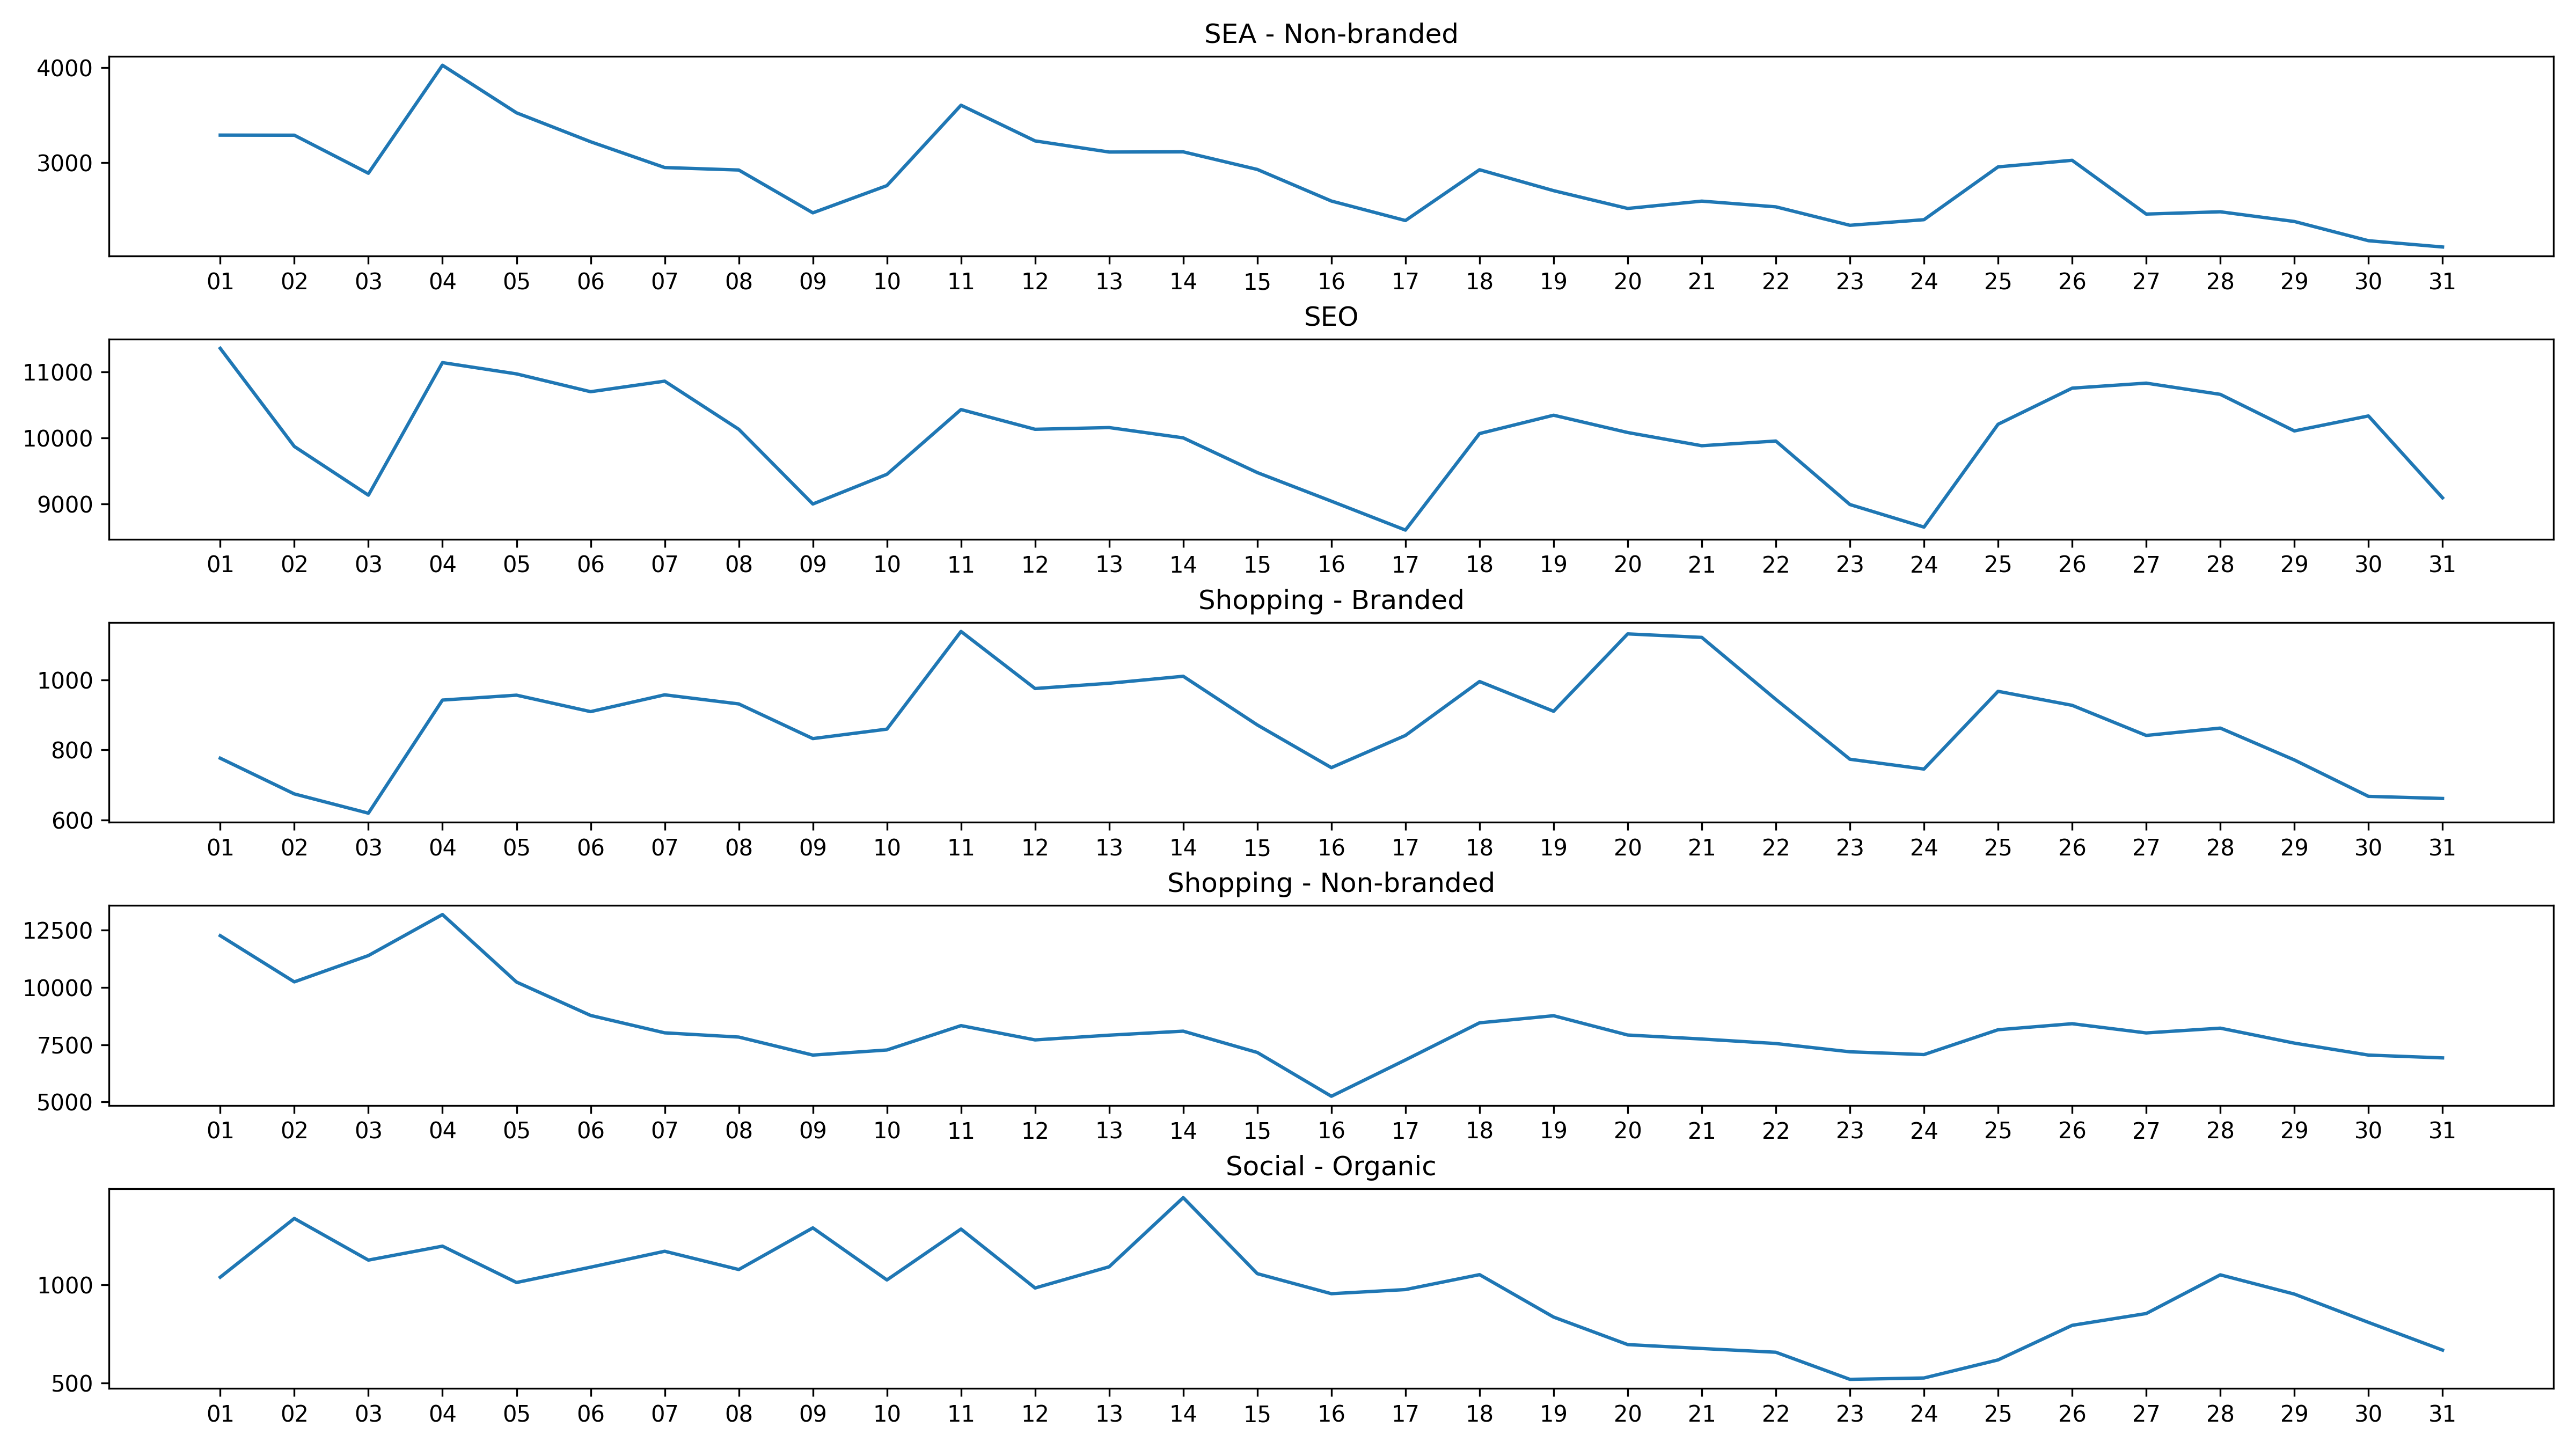 SEA - Non-branded
4000
3000
01 02 03 04 05 06 07 08 09 10 11 12 13 14 15 16 17 18 19 20 21 22 23 24 25 26 27 28 29 30 31
SEO
11000
10000
9000
01 02 03 04 05 06 07 08 09 10 11 12 13 14 15 16 17 18 19 20 21 22 23 24 25 26 27 28 29 30 31
Shopping - Branded
1000
800
600
01 02 03 04 05 06 07 08 09 10 11 12 13 14 15 16 17 18 19 20 21 22 23 24 25 26 27 28 29 30 31
Shopping - Non-branded
12500
10000
7500
5000
01 02 03 04 05 06 07 08 09 10 11 12 13 14 15 16 17 18 19 20 21 22 23 24 25 26 27 28 29 30 31
Social - Organic
1000
500
01 02 03 04 05 06 07 08 09 10 11 12 13 14 15 16 17 18 19 20 21 22 23 24 25 26 27 28 29 30 31